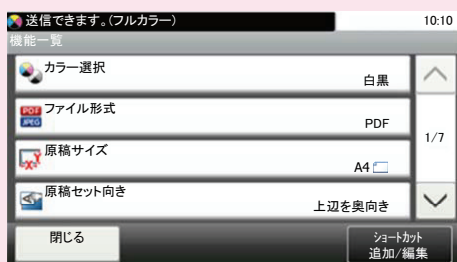 送信できます。(フルカラー)
10:10
機能一覧
カラー選択
白黒
PDF
JPEG
ファイル形式
PDF
1/7
原稿サイズ
A4
原稿セット向き
上辺を奥向き
閉じる
ショートカット
追加/編集